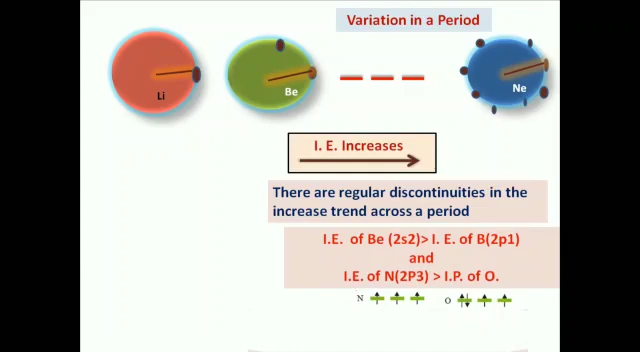 Variation in a Period
Li
Be
Ne
I. E. Increases
There are regular discontinuities in the
increase trend across a period
I.E. of Be (2s2)> I. E. of B(2p1)
and
I.E. of N(2P3) > I.P. of O.
N
O